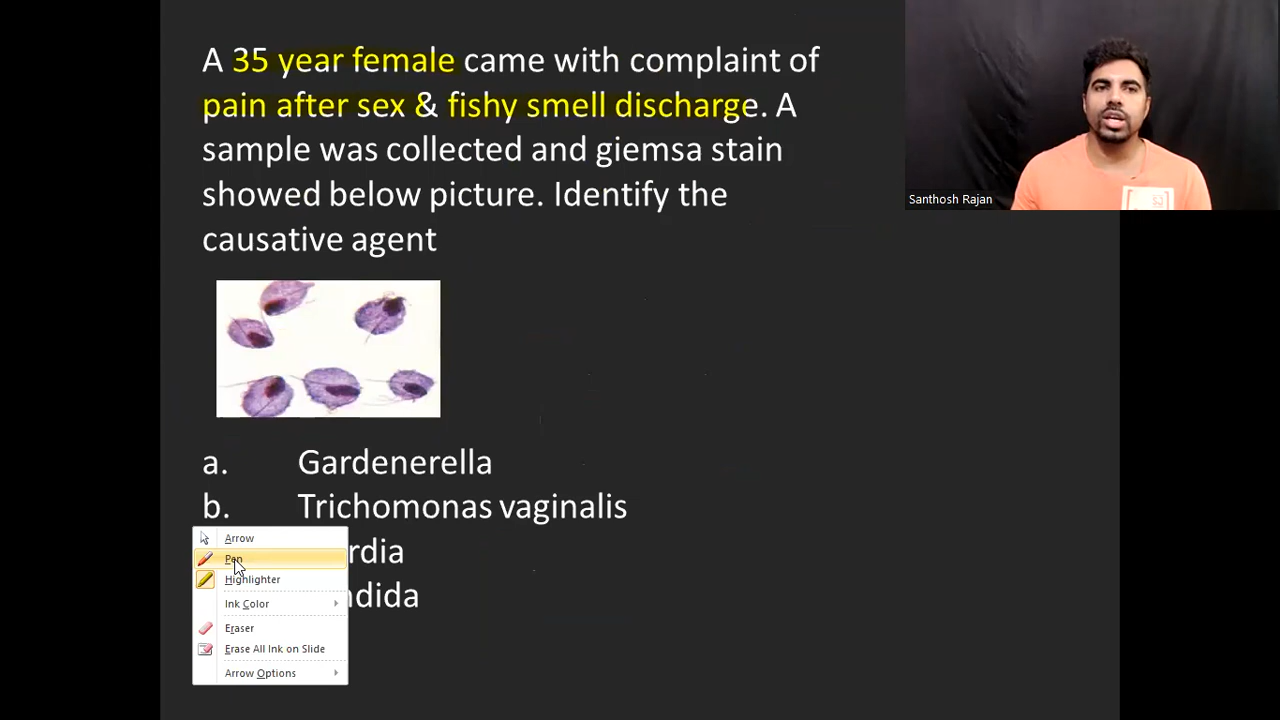 A 35 year female came with complaint of
pain after sex & fishy smell discharge. A
sample was collected and giemsa stain
showed below picture. Identify the
causative agent
Santhosh Rajan
a. Gardenerella
b. Trichomonas vaginalis
rdia
ndida
Arrow
Pen
Highlighter
Ink Color
Eraser
Erase All Ink on Slide
Arrow Options